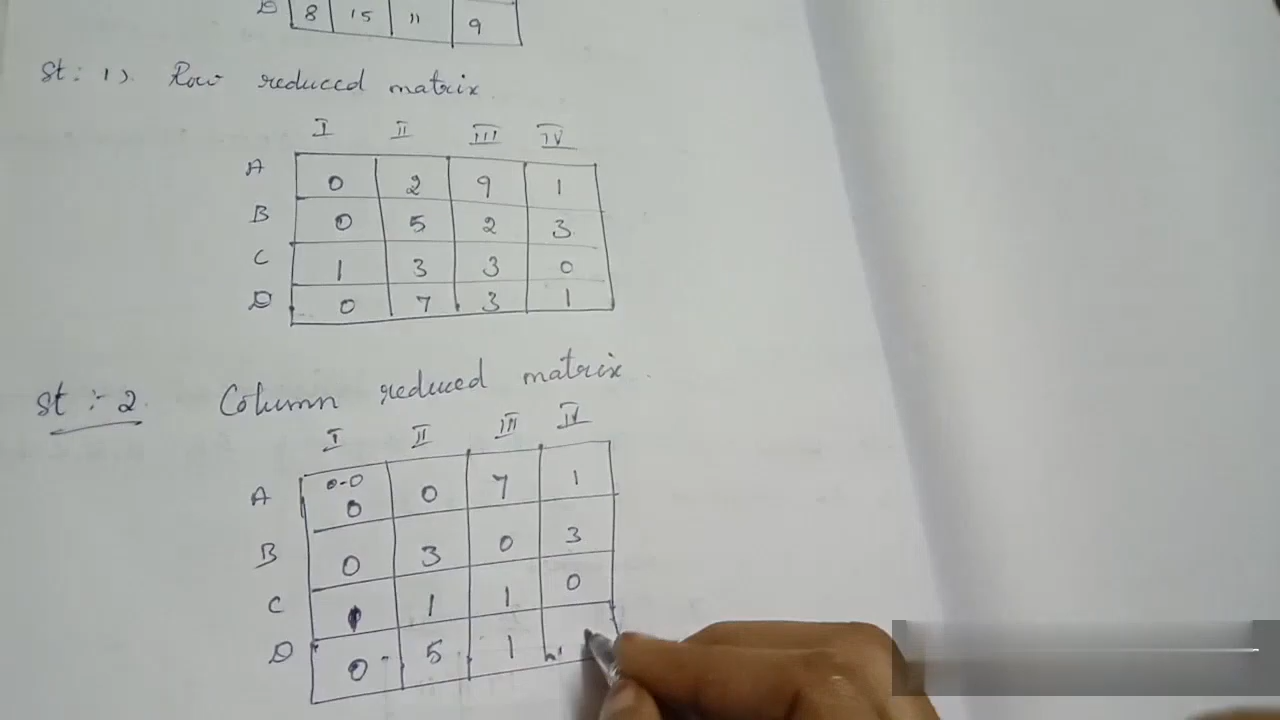 D 8 15 11 9
St: 1). Row reduced matrix
I II III IV
A 0 2 9 1
B 0 5 2 3
C 1 3 3 0
D 0 7 3 1
St :- 2. Column reduced matrix.
I II III IV
0-0
A 0 0 7 1
B 0 3 0 3
C 1 1 1 0
D 0 5 1